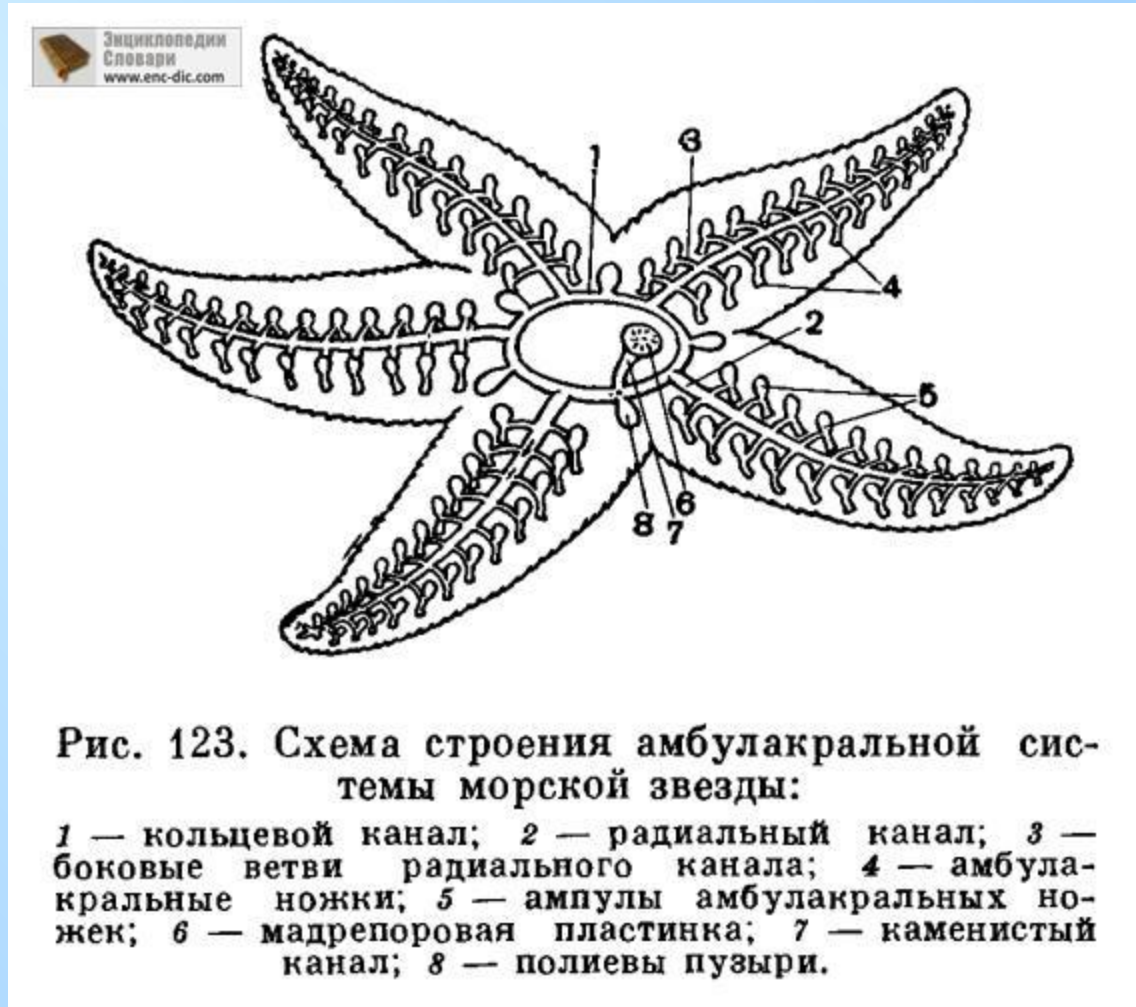 Энциклопедии
Словари
www.enc-dic.com
1
3
4
2
5
6
8
7
Рис. 123. Схема строения амбулакральной сис-
темы морской звезды:
1 — кольцевой канал; 2 — радиальный канал; 3 —
боковые ветви радиального канала; 4 — амбула-
кральные ножки; 5 — ампулы амбулакральных но-
жек; 6 — мадрепоровая пластинка; 7 — каменистый
канал; 8 — полиевы пузыри.